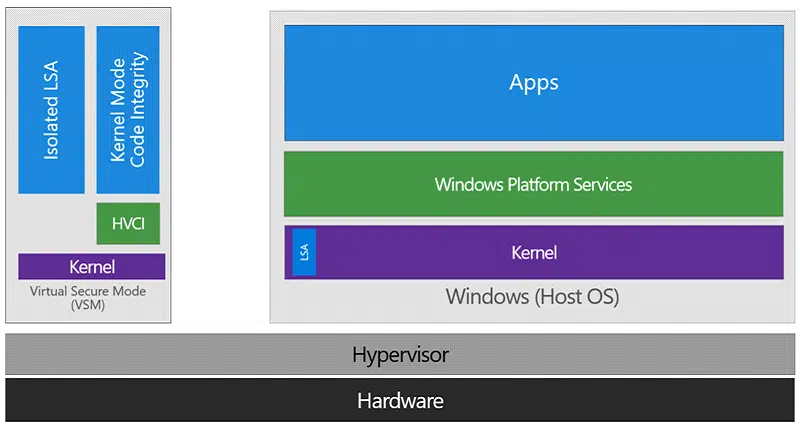 Isolated LSA
Kernel Mode
Code Integrity
HVCI
Kernel
Virtual Secure Mode
(VSM)
Apps
Windows Platform Services
LSA
Kernel
Windows (Host OS)
Hypervisor
Hardware